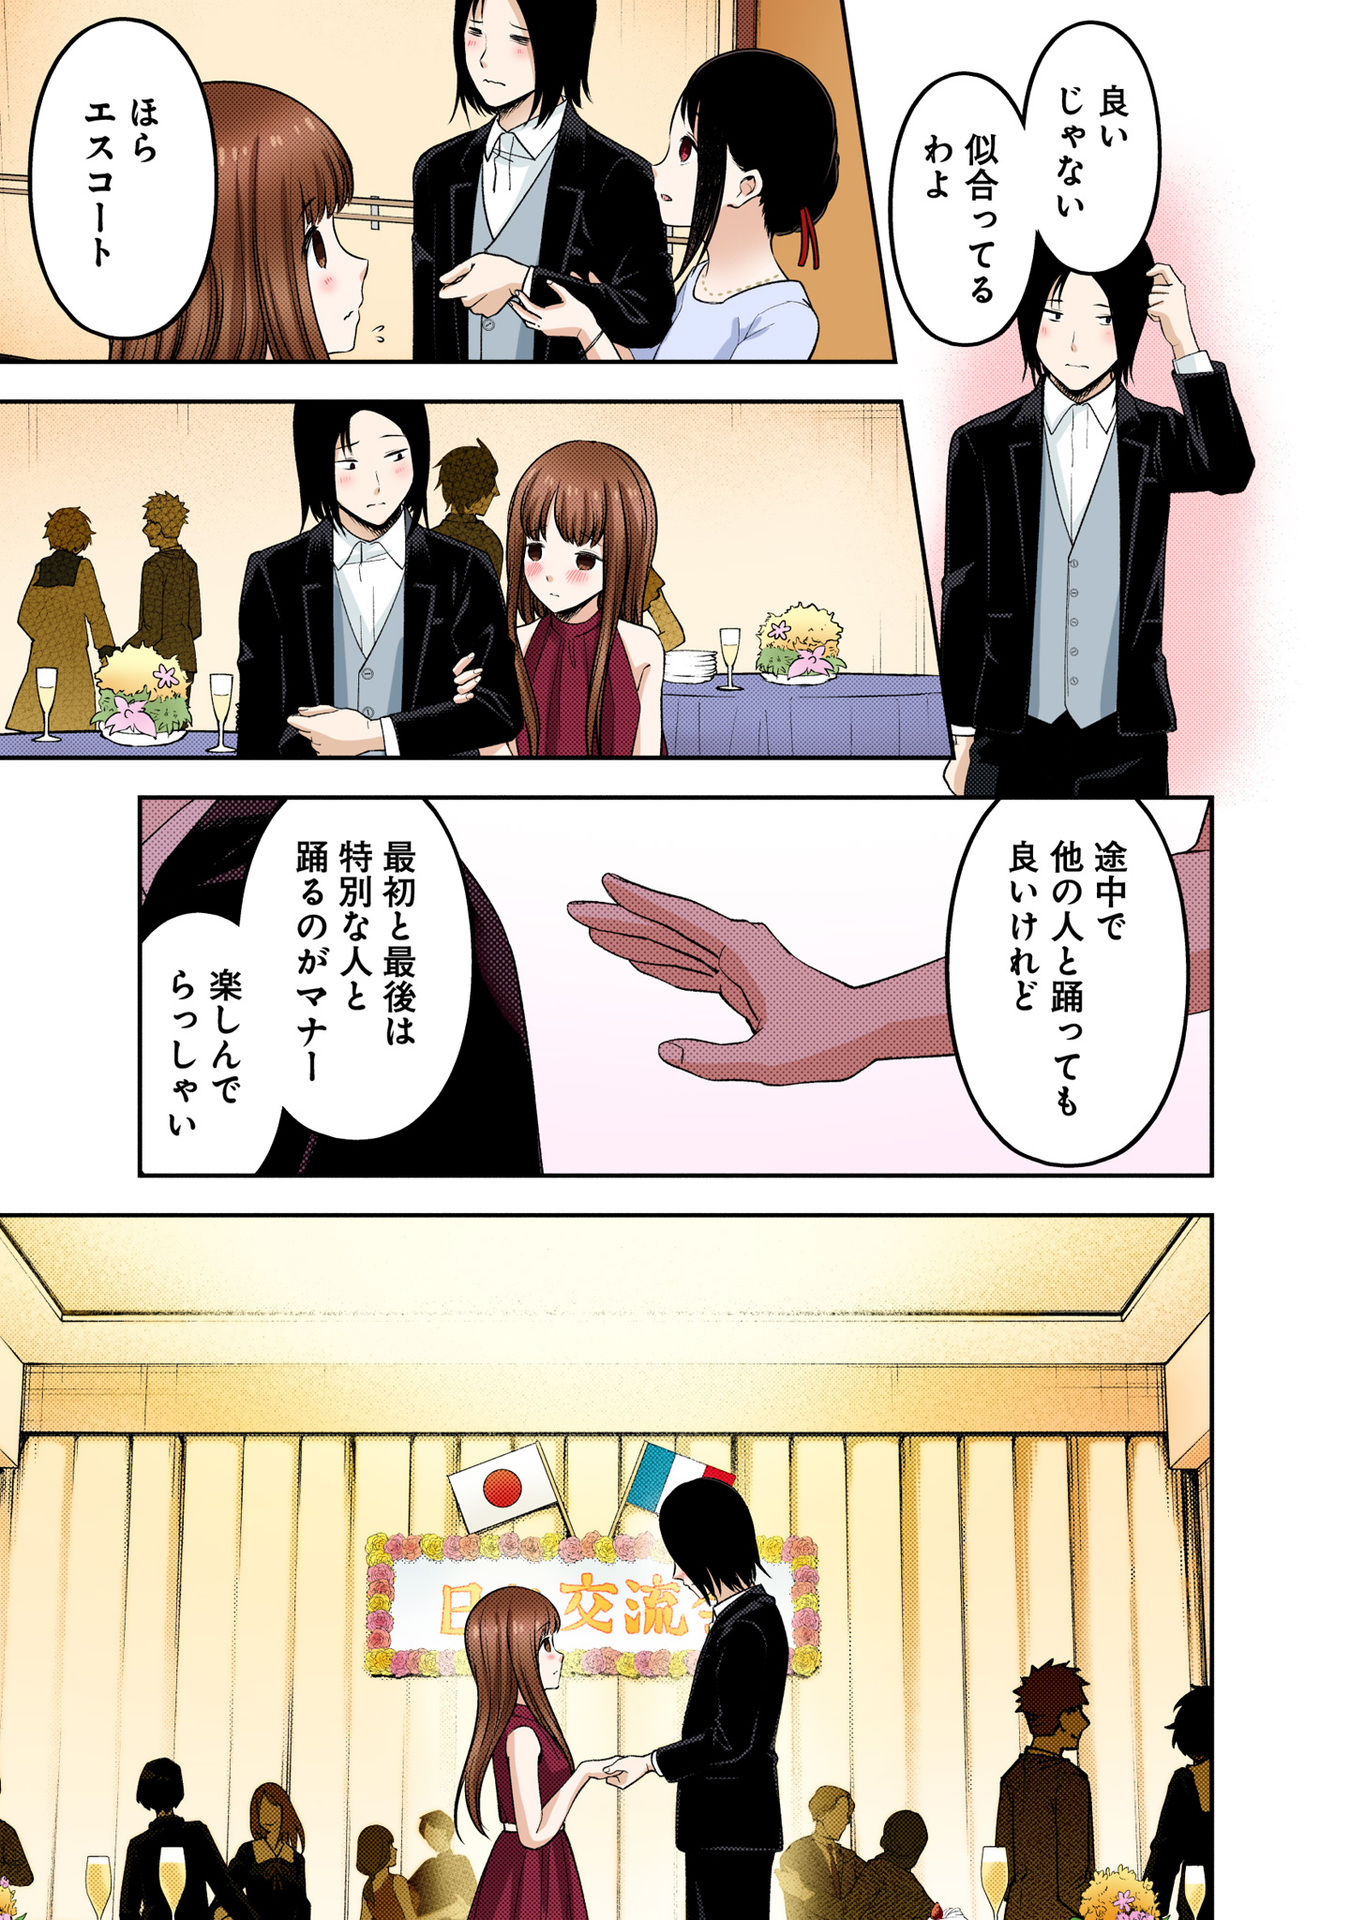 良い
じゃない
似合ってる
わよ
ほら
エスコート
途中で
他の人と踊っても
良いけれど
最初と最後は
特別な人と
踊るのがマナー
楽しんで
らっしゃい
日 交流